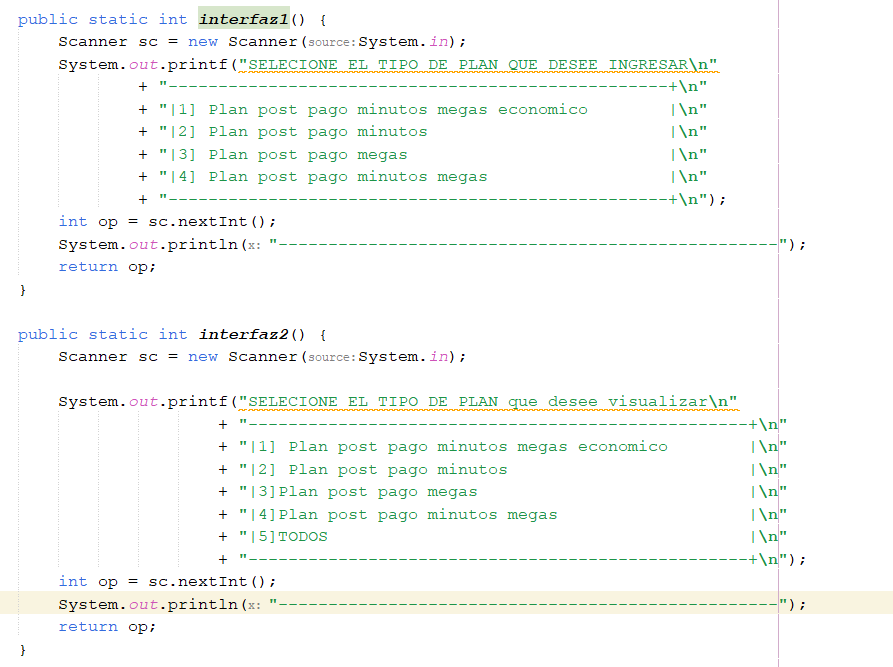 public static int interfaz1() {
    Scanner sc = new Scanner(source:System.in);
    System.out.printf("SELECCIONE EL TIPO DE PLAN QUE DESEE INGRESAR\n"
            + "--------------------------------------------------+\n"
            + "|1] Plan post pago minutos megas economico        |\n"
            + "|2] Plan post pago minutos                        |\n"
            + "|3] Plan post pago megas                          |\n"
            + "|4] Plan post pago minutos megas                  |\n"
            + "--------------------------------------------------+\n");
    int op = sc.nextInt();
    System.out.println(x: "--------------------------------------------------");
    return op;
}
public static int interfaz2() {
    Scanner sc = new Scanner(source:System.in);
    System.out.printf("SELECIONE EL TIPO DE PLAN que desee visualizar\n"
                    + "--------------------------------------------------+\n"
                    + "|1] Plan post pago minutos megas economico        |\n"
                    + "|2] Plan post pago minutos                        |\n"
                    + "|3]Plan post pago megas                           |\n"
                    + "|4]Plan post pago minutos megas                   |\n"
                    + "|5]TODOS                                          |\n"
                    + "--------------------------------------------------+\n");
    int op = sc.nextInt();
    System.out.println(x: "--------------------------------------------------");
    return op;
}